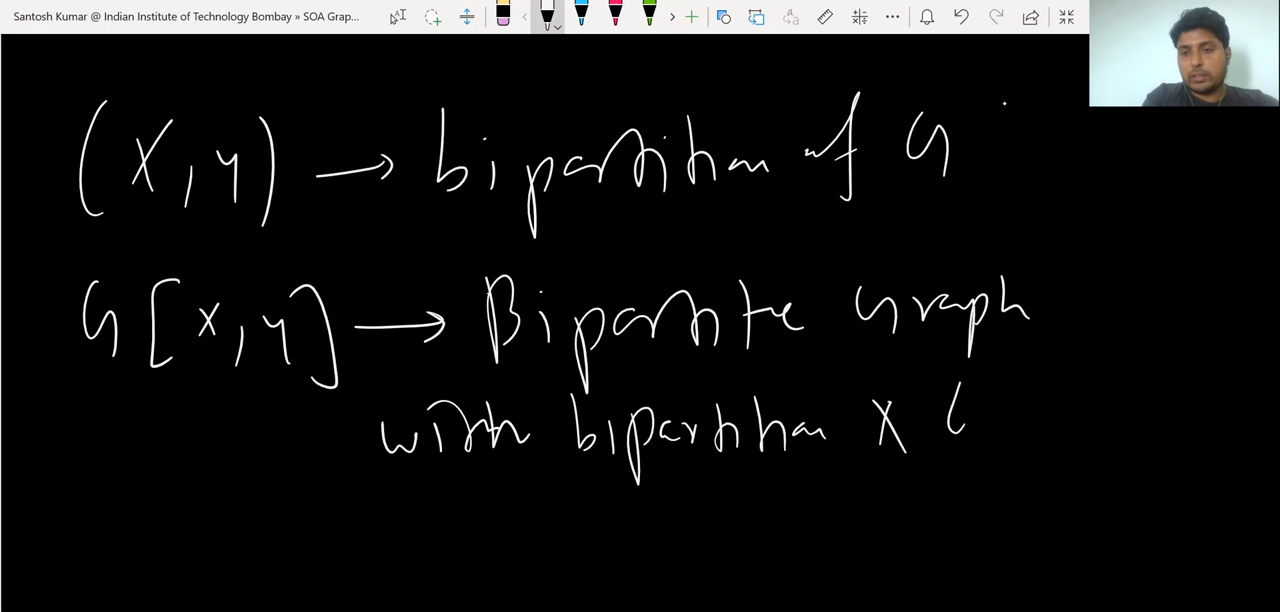 Santosh Kumar @ Indian Institute of Technology Bombay » SOA Grap...
(X, Y) → bipartition of G
G[X, Y] → Bipartite Graph
with bipartition X